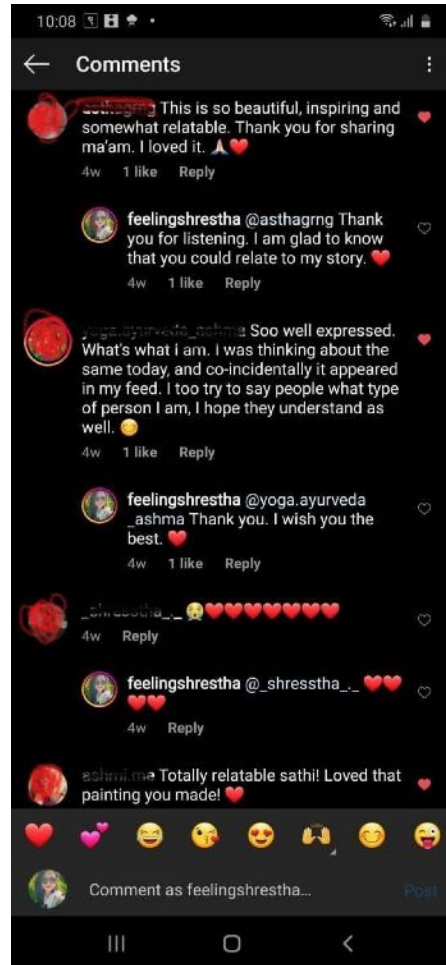 10:08
Comments
This is so beautiful, inspiring and
somewhat relatable. Thank you for sharing
ma'am. I loved it. 🙏🏻❤️
4w 1 like Reply
feelingshrestha @asthagrng Thank
you for listening. I am glad to know
that you could relate to my story. ❤️
4w 1 like Reply
Soo well expressed.
What's what i am. I was thinking about the
same today, and co-incidentally it appeared
in my feed. I too try to say people what type
of person I am, I hope they understand as
well. 😊
4w 1 like Reply
feelingshrestha @yoga.ayurveda
_ashma Thank you. I wish you the
best. ❤️
4w 1 like Reply
😭❤️❤️❤️❤️❤️❤️❤️
4w Reply
feelingshrestha @_shresstha_._ ❤️❤️
❤️❤️
4w Reply
Totally relatable sathi! Loved that
painting you made! ❤️
Comment as feelingshrestha...
Post